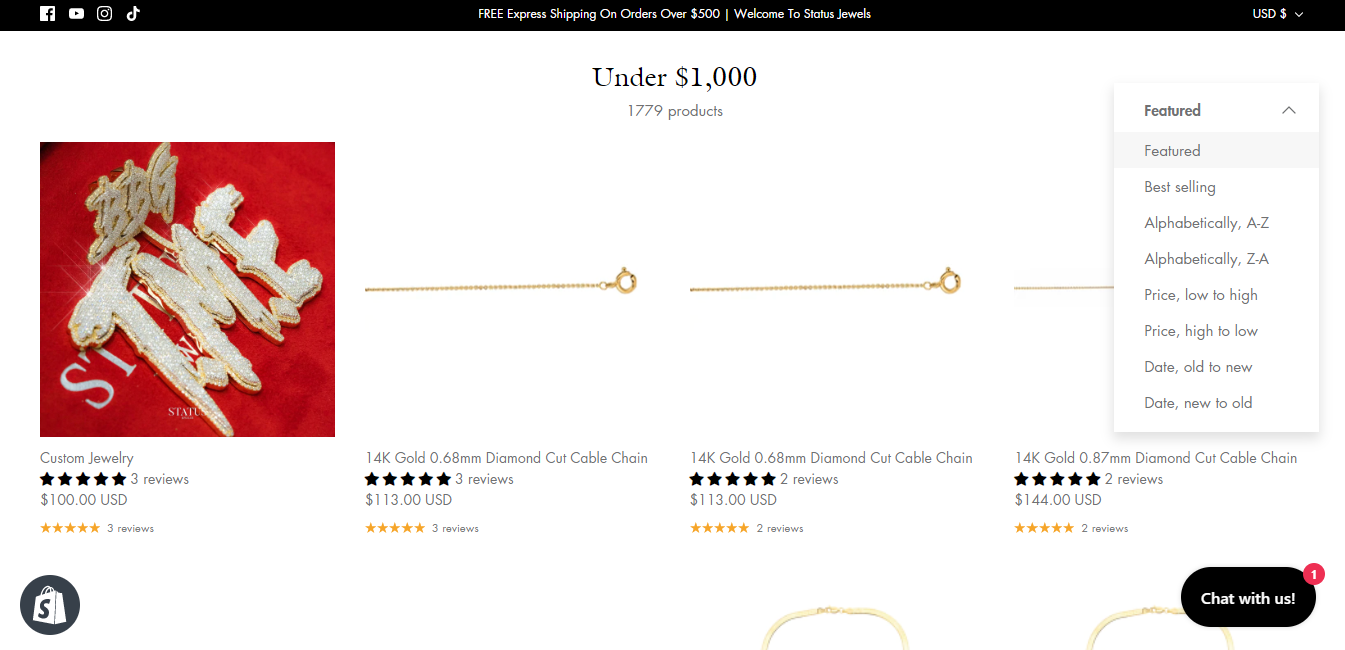 FREE Express Shipping On Orders Over $500 | Welcome To Status Jewels
USD $
Under $1,000
1779 products
Featured
Featured
Best selling
Alphabetically, A-Z
Alphabetically, Z-A
Price, low to high
Price, high to low
Date, old to new
Date, new to old
BBG
TME
ST
STATUS
Custom Jewelry
3 reviews
$100.00 USD
3 reviews
14K Gold 0.68mm Diamond Cut Cable Chain
3 reviews
$113.00 USD
3 reviews
14K Gold 0.68mm Diamond Cut Cable Chain
2 reviews
$113.00 USD
2 reviews
14K Gold 0.87mm Diamond Cut Cable Chain
2 reviews
$144.00 USD
2 reviews
S
Chat with us!
1